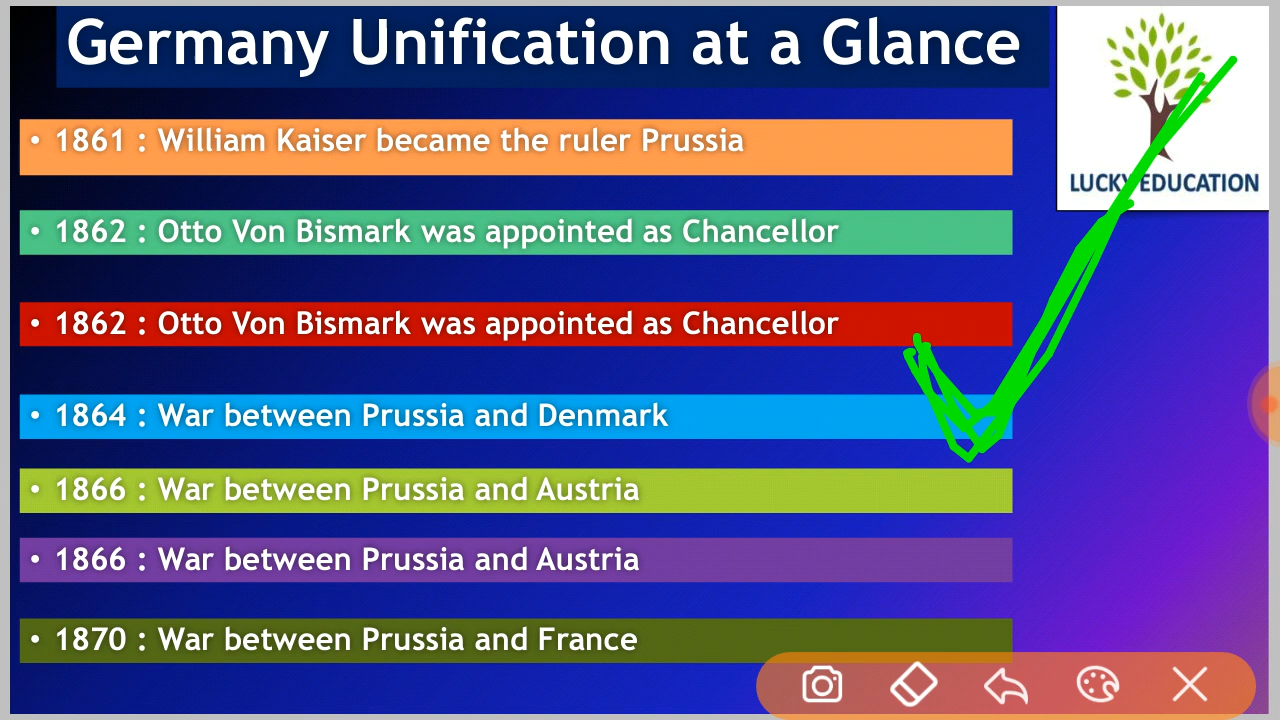 Germany Unification at a Glance
• 1861 : William Kaiser became the ruler Prussia
• 1862 : Otto Von Bismark was appointed as Chancellor
• 1862 : Otto Von Bismark was appointed as Chancellor
• 1864 : War between Prussia and Denmark
• 1866 : War between Prussia and Austria
• 1866 : War between Prussia and Austria
• 1870 : War between Prussia and France
LUCKY EDUCATION